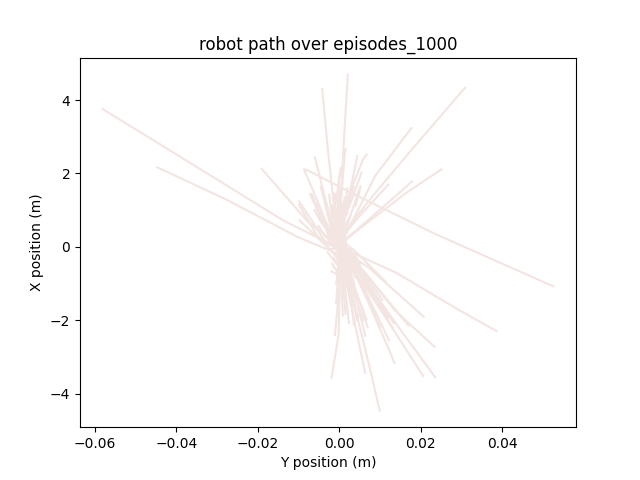 robot path over episodes_1000
4
2
0
−2
−4
X position (m)
−0.06 −0.04 −0.02 0.00 0.02 0.04
Y position (m)